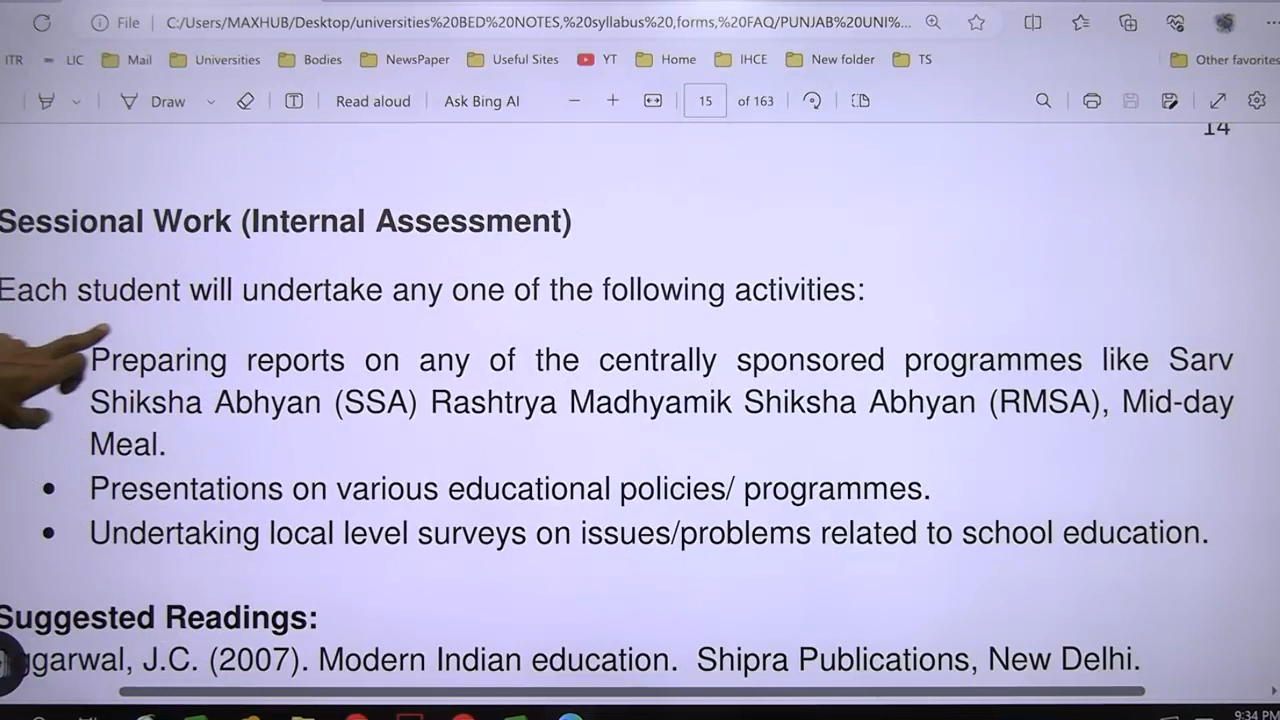 File C:/Users/MAXHUB/Desktop/universities%20BED%20NOTES,%20syllabus%20,forms,%20FAQ/PUNJAB%20UNI%...
ITR LIC Mail Universities Bodies NewsPaper Useful Sites YT Home IHCE New folder TS Other favorites
Draw Read aloud Ask Bing AI 15 of 163
14
Sessional Work (Internal Assessment)
Each student will undertake any one of the following activities:
Preparing reports on any of the centrally sponsored programmes like Sarv
Shiksha Abhyan (SSA) Rashtrya Madhyamik Shiksha Abhyan (RMSA), Mid-day
Meal.
• Presentations on various educational policies/ programmes.
• Undertaking local level surveys on issues/problems related to school education.
Suggested Readings:
ggarwal, J.C. (2007). Modern Indian education. Shipra Publications, New Delhi.
9:34 PM